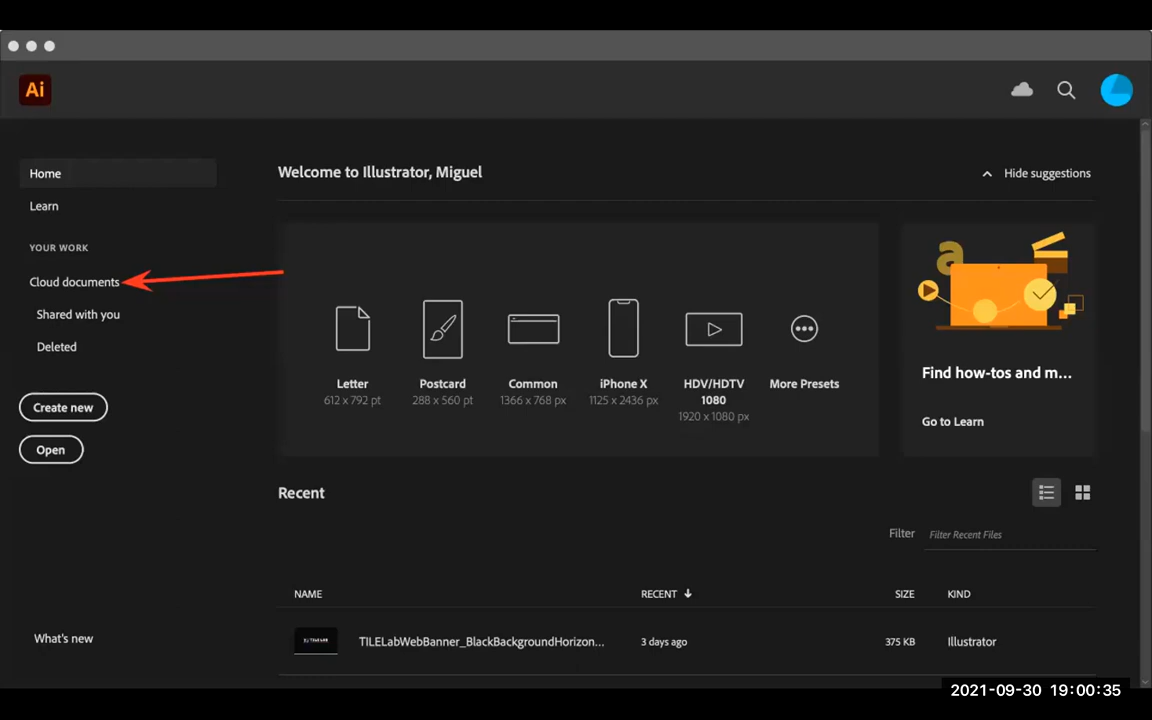 Ai
Home
Welcome to Illustrator, Miguel
Hide suggestions
Learn
YOUR WORK
Cloud documents
Shared with you
Deleted
Create new
Open
Letter
612 x 792 pt
Postcard
288 x 560 pt
Common
1366 x 768 px
iPhone X
1125 x 2436 px
HDV/HDTV
1080
1920 x 1080 px
More Presets
a
Find how-tos and m...
Go to Learn
Recent
Filter Filter Recent Files
NAME RECENT SIZE KIND
TILELabWebBanner_BlackBackgroundHorizon... 3 days ago 375 KB Illustrator
What's new
2021-09-30 19:00:35